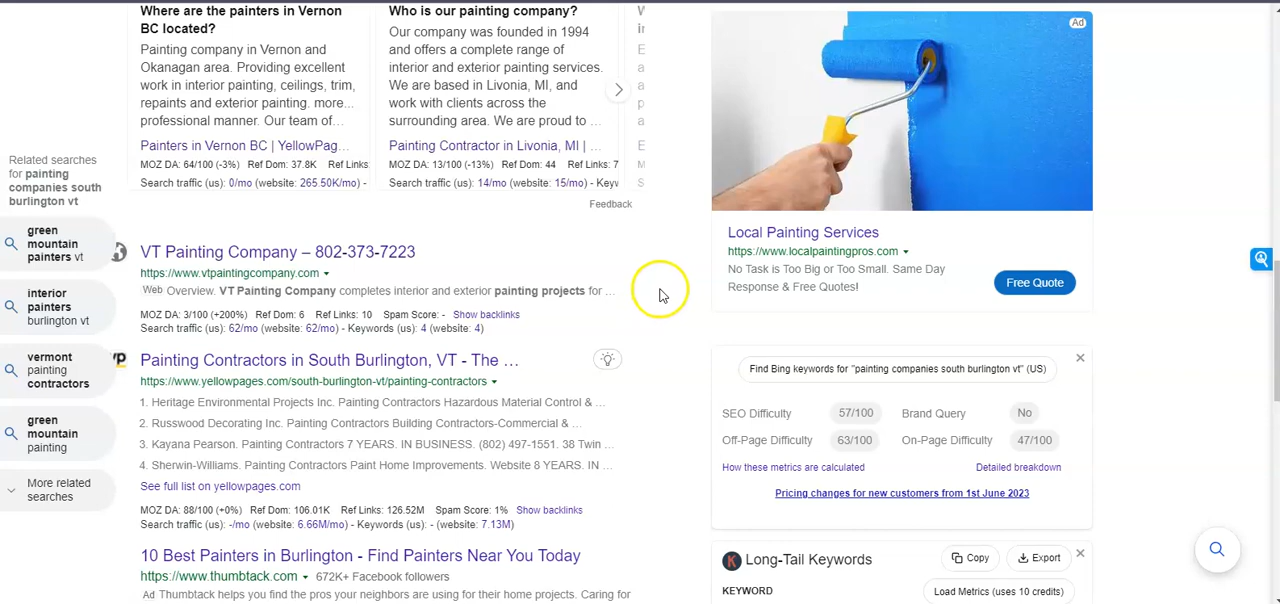 Where are the painters in Vernon
BC located?
Painting company in Vernon and
Okanagan area. Providing excellent
work in interior painting, ceilings, trim,
repaints and exterior painting. more...
professional manner. Our team of...
Painters in Vernon BC | YellowPag...
MOZ DA: 64/100 (-3%) Ref Dom: 37.8K Ref Links:
Search traffic (us): 0/mo (website: 265.50K/mo) -
Who is our painting company?
Our company was founded in 1994
and offers a complete range of
interior and exterior painting services.
We are based in Livonia, MI, and
work with clients across the
surrounding area. We are proud to ...
Painting Contractor in Livonia, MI | ...
MOZ DA: 13/100 (-13%) Ref Dom: 44 Ref Links: 7
Search traffic (us): 14/mo (website: 15/mo) - Keyw
Feedback
Related searches
for painting
companies south
burlington vt
green
mountain
painters vt
interior
painters
burlington vt
vermont
painting
contractors
green
mountain
painting
More related
searches
VT Painting Company – 802-373-7223
https://www.vtpaintingcompany.com
Web Overview. VT Painting Company completes interior and exterior painting projects for ...
MOZ DA: 3/100 (+200%) Ref Dom: 6 Ref Links: 10 Spam Score: - Show backlinks
Search traffic (us): 62/mo (website: 62/mo) - Keywords (us): 4 (website: 4)
yp
Painting Contractors in South Burlington, VT - The ...
https://www.yellowpages.com/south-burlington-vt/painting-contractors
1. Heritage Environmental Projects Inc. Painting Contractors Hazardous Material Control & ...
2. Russwood Decorating Inc. Painting Contractors Building Contractors-Commercial & ...
3. Kayana Pearson. Painting Contractors 7 YEARS. IN BUSINESS. (802) 497-1551. 38 Twin ...
4. Sherwin-Williams. Painting Contractors Paint Home Improvements. Website 8 YEARS. IN ...
See full list on yellowpages.com
MOZ DA: 88/100 (+0%) Ref Dom: 106.01K Ref Links: 126.52M Spam Score: 1% Show backlinks
Search traffic (us): -/mo (website: 6.66M/mo) - Keywords (us): - (website: 7.13M)
10 Best Painters in Burlington - Find Painters Near You Today
https://www.thumbtack.com 672K+ Facebook followers
Ad Thumbtack helps you find the pros your neighbors are using for their home projects. Caring for
Ad
Local Painting Services
https://www.localpaintingpros.com
No Task is Too Big or Too Small. Same Day
Response & Free Quotes!
Free Quote
Find Bing keywords for "painting companies south burlington vt" (US)
SEO Difficulty 57/100 Brand Query No
Off-Page Difficulty 63/100 On-Page Difficulty 47/100
How these metrics are calculated Detailed breakdown
Pricing changes for new customers from 1st June 2023
K Long-Tail Keywords Copy Export
KEYWORD Load Metrics (uses 10 credits)